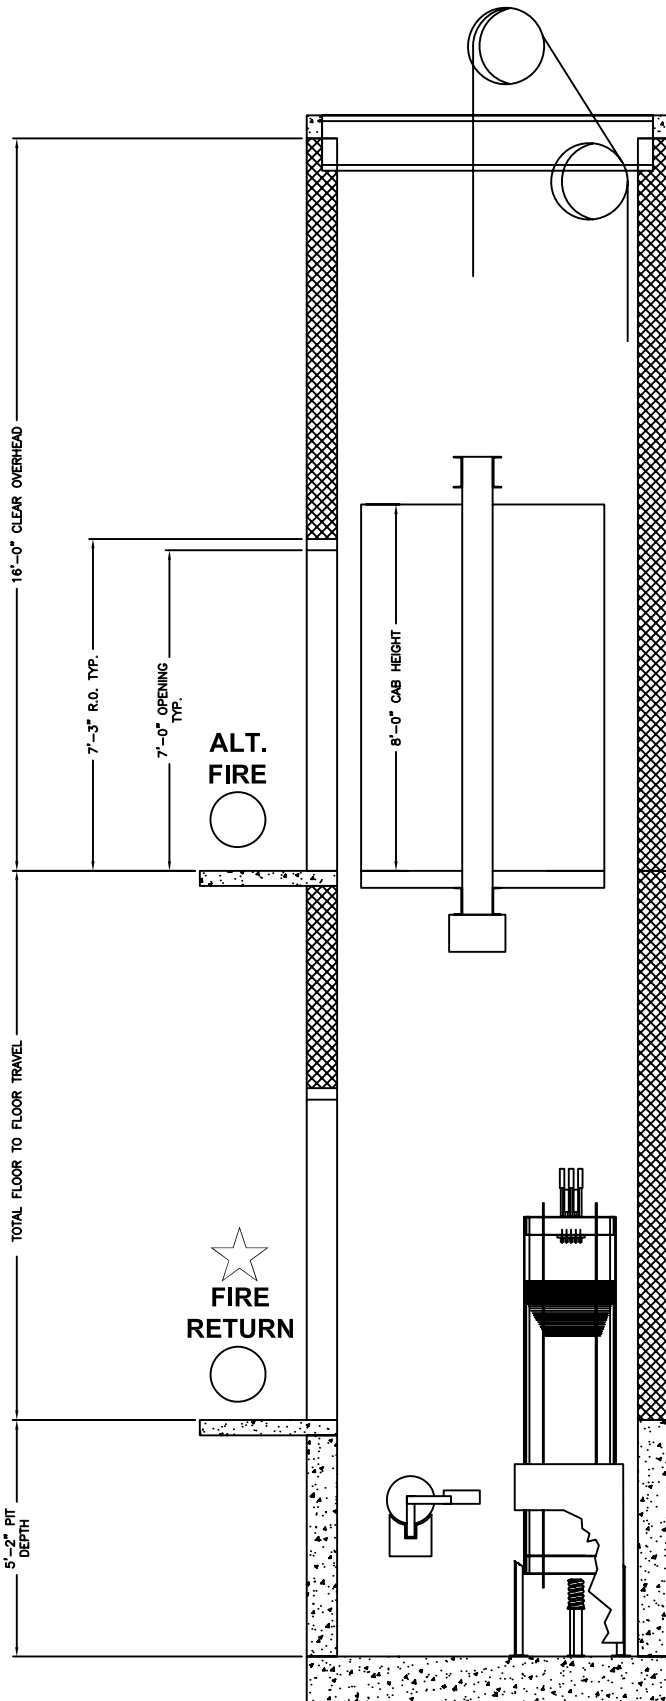 16'-0" CLEAR OVERHEAD
7'-3" R.O. TYP.
7'-0" OPENING
TYP.
8'-0" CAB HEIGHT
ALT.
FIRE
TOTAL FLOOR TO FLOOR TRAVEL
FIRE
RETURN
5'-2" PIT
DEPTH